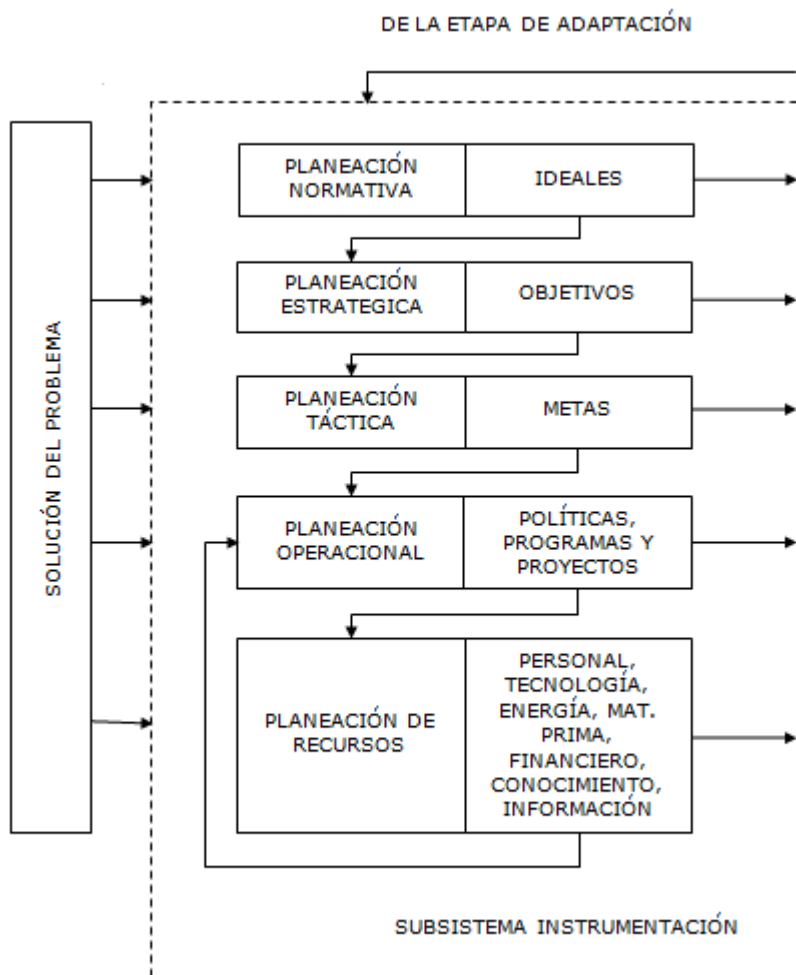 DE LA ETAPA DE ADAPTACIÓN
SOLUCIÓN DEL PROBLEMA
PLANEACIÓN
NORMATIVA
IDEALES
PLANEACIÓN
ESTRATEGICA
OBJETIVOS
PLANEACIÓN
TÁCTICA
METAS
PLANEACIÓN
OPERACIONAL
POLÍTICAS,
PROGRAMAS Y
PROYECTOS
PLANEACIÓN DE
RECURSOS
PERSONAL,
TECNOLOGÍA,
ENERGÍA, MAT.
PRIMA,
FINANCIERO,
CONOCIMIENTO,
INFORMACIÓN
SUBSISTEMA INSTRUMENTACIÓN